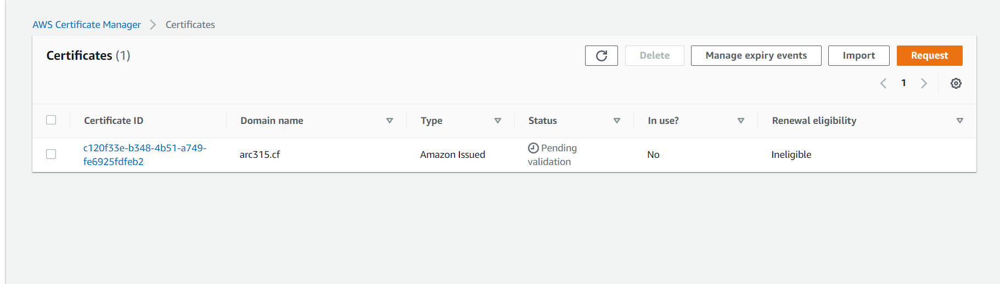 AWS Certificate Manager > Certificates
Certificates (1)
Delete
Manage expiry events
Import
Request
1
Certificate ID
Domain name
Type
Status
In use?
Renewal eligibility
c120f33e-b348-4b51-a749-
fe6925fdfeb2
arc315.cf
Amazon Issued
Pending
validation
No
Ineligible